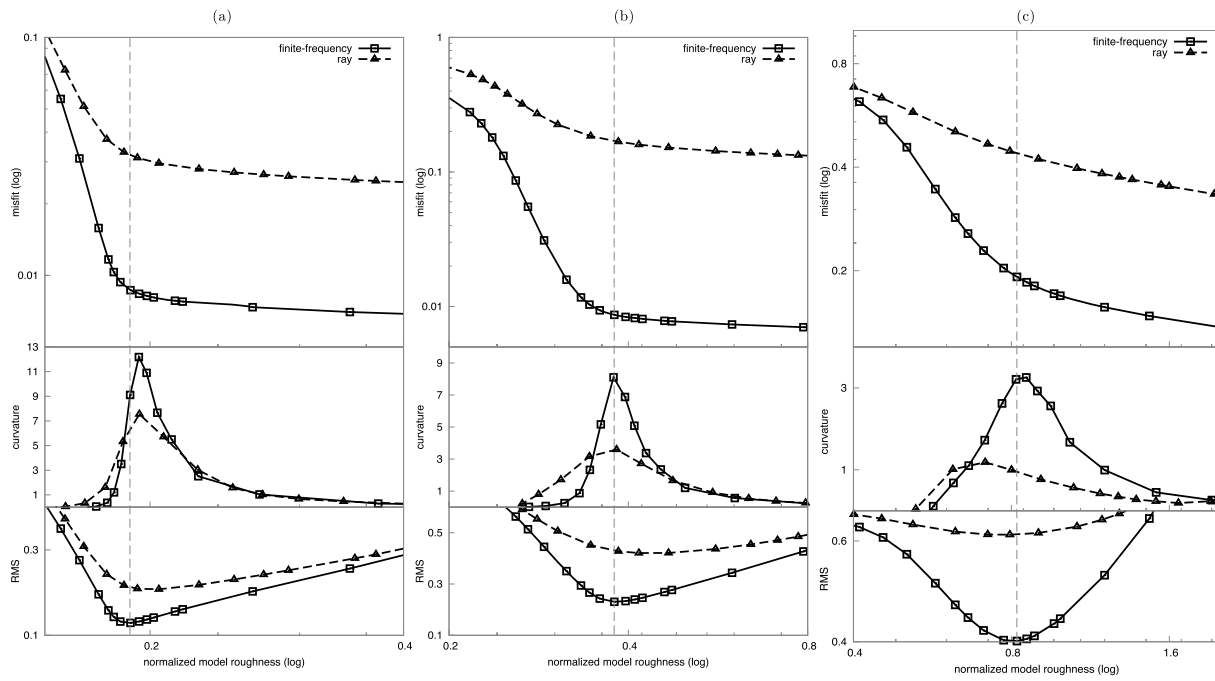 (a)
0.1
finite-frequency
ray
misfit (log)
0.01
13
11
9
7
5
3
1
curvature
0.3
RMS
0.1
0.2
0.4
normalized model roughness (log)
(b)
1
finite-frequency
ray
0.1
misfit (log)
0.01
9
7
5
3
1
curvature
0.5
0.3
0.1
RMS
0.2
0.4
0.8
normalized model roughness (log)
(c)
0.8
finite-frequency
ray
0.4
misfit (log)
0.2
3
1
curvature
0.6
RMS
0.4
0.4
0.8
1.6
normalized model roughness (log)